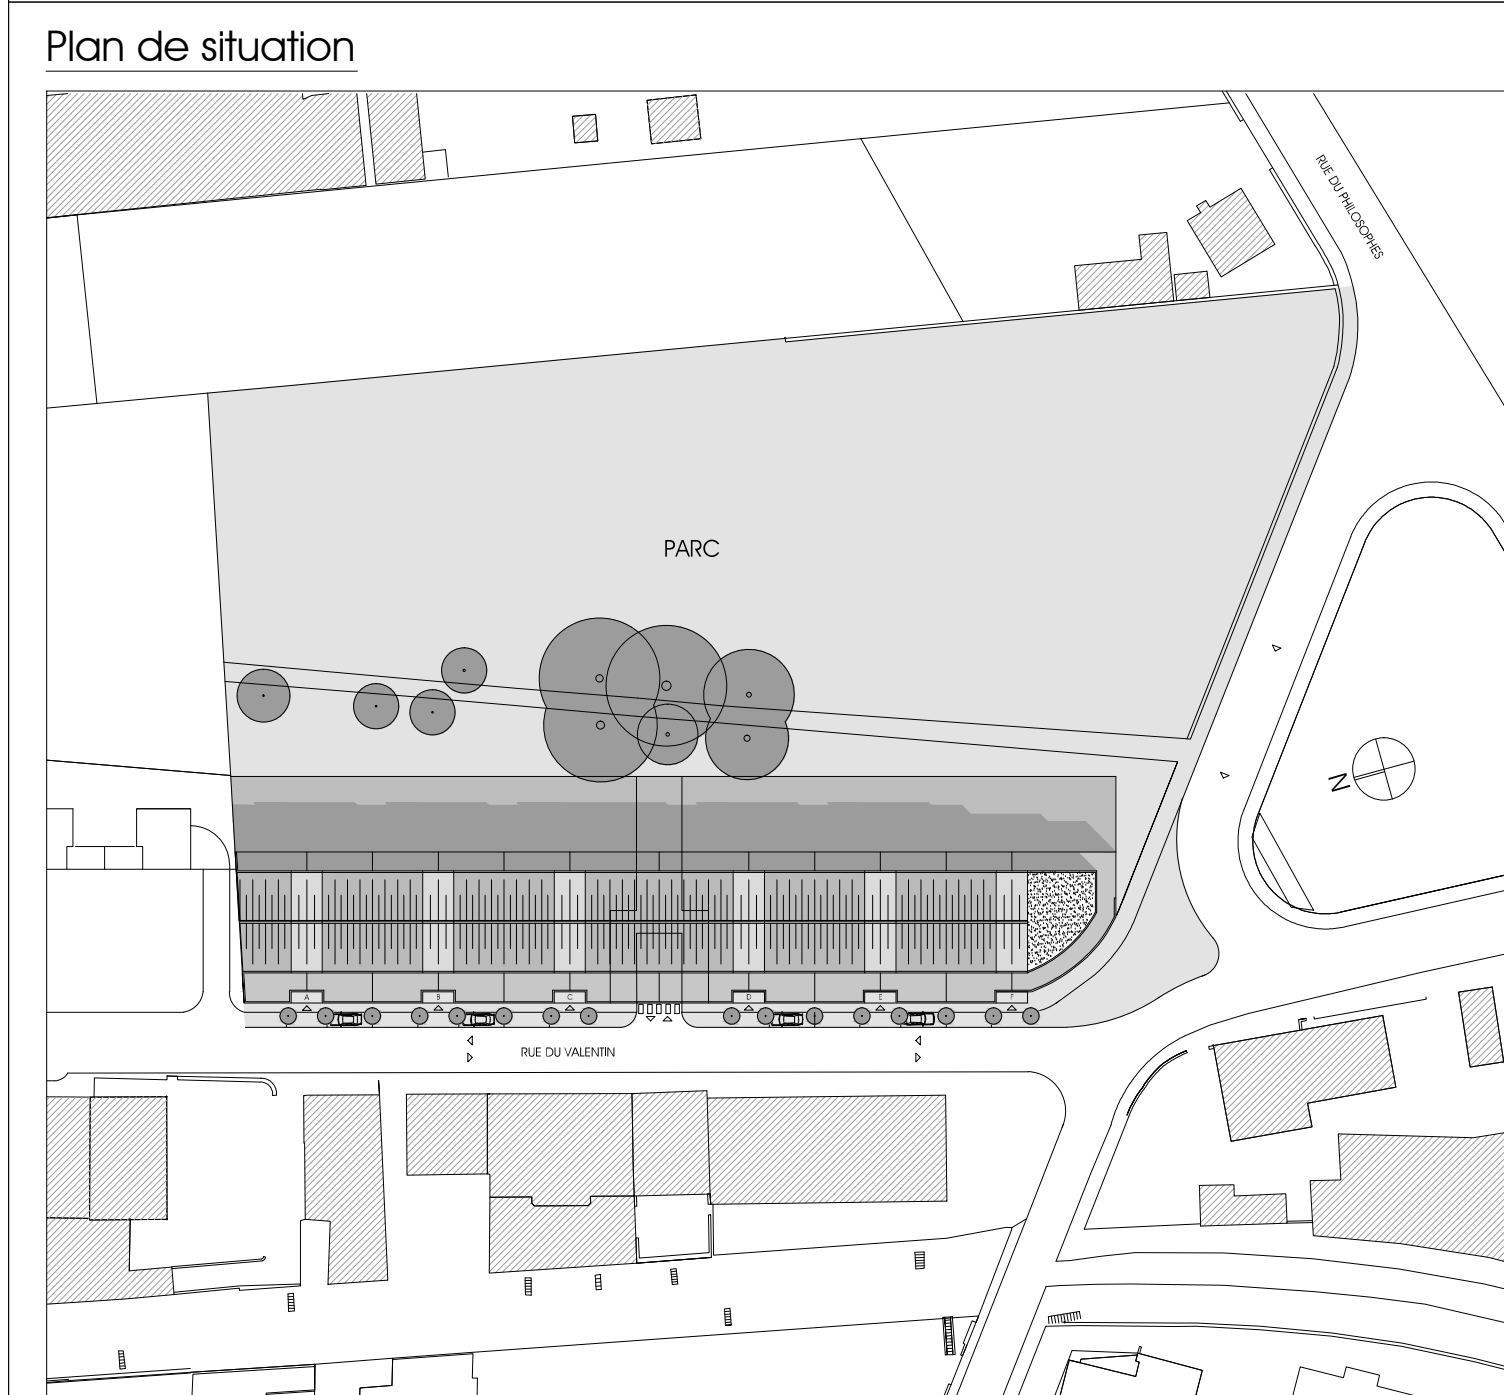 Plan de situation
RUE DU PHILOSOPHES
PARC
N
A
B
C
D
E
F
RUE DU VALENTIN